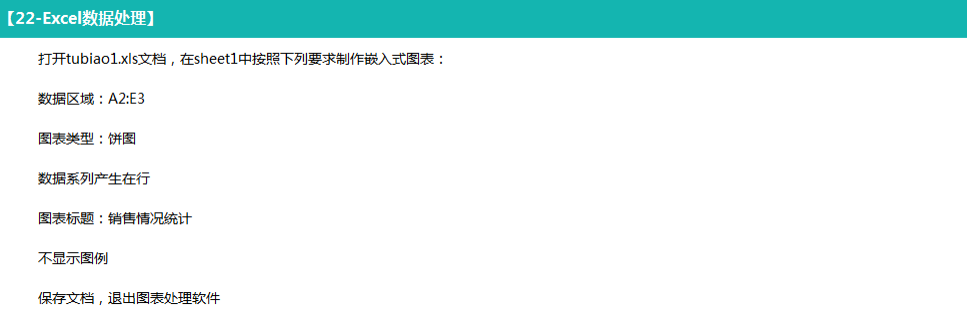 【22-Excel数据处理】
打开tubiao1.xls文档，在sheet1中按照下列要求制作嵌入式图表：
数据区域：A2:E3
图表类型：饼图
数据系列产生在行
图表标题：销售情况统计
不显示图例
保存文档，退出图表处理软件